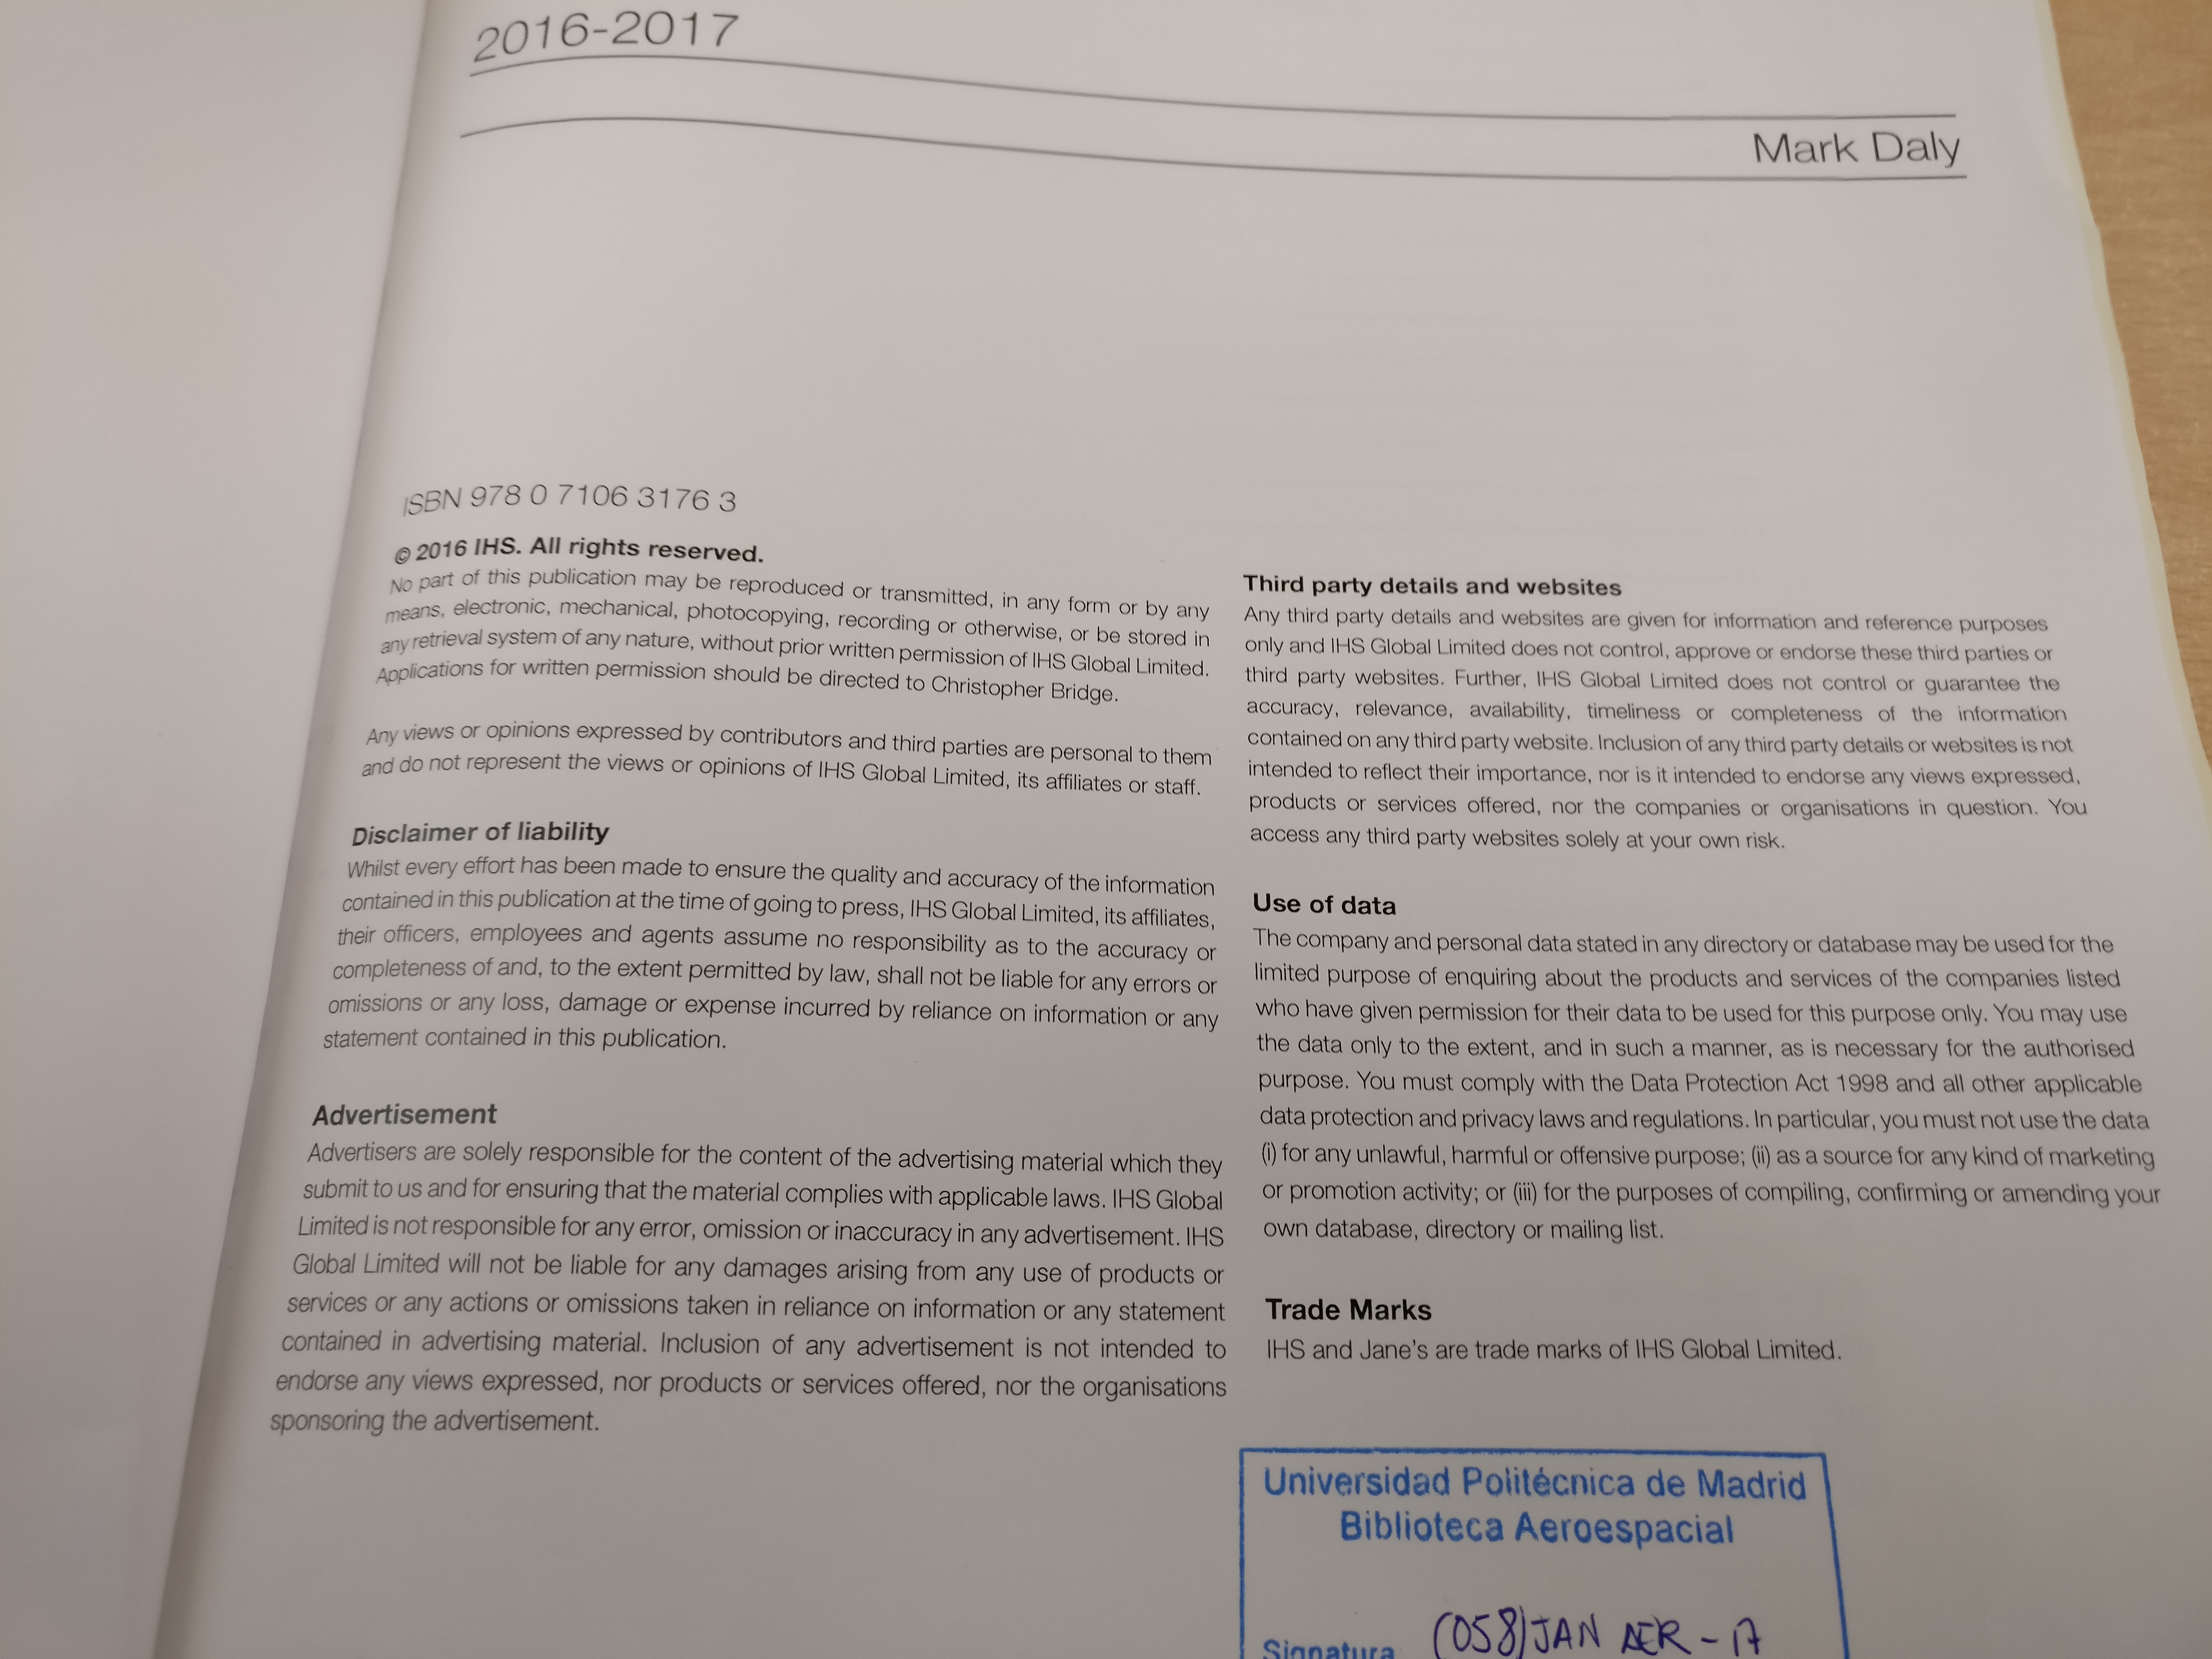 2016-2017
Mark Daly
ISBN 978 0 7106 3176 3
© 2016 IHS. All rights reserved.
No part of this publication may be reproduced or transmitted, in any form or by any
means, electronic, mechanical, photocopying, recording or otherwise, or be stored in
any retrieval system of any nature, without prior written permission of IHS Global Limited.
Applications for written permission should be directed to Christopher Bridge.
Any views or opinions expressed by contributors and third parties are personal to them
and do not represent the views or opinions of IHS Global Limited, its affiliates or staff.
Disclaimer of liability
Whilst every effort has been made to ensure the quality and accuracy of the information
contained in this publication at the time of going to press, IHS Global Limited, its affiliates,
their officers, employees and agents assume no responsibility as to the accuracy or
completeness of and, to the extent permitted by law, shall not be liable for any errors or
omissions or any loss, damage or expense incurred by reliance on information or any
statement contained in this publication.
Advertisement
Advertisers are solely responsible for the content of the advertising material which they
submit to us and for ensuring that the material complies with applicable laws. IHS Global
Limited is not responsible for any error, omission or inaccuracy in any advertisement. IHS
Global Limited will not be liable for any damages arising from any use of products or
services or any actions or omissions taken in reliance on information or any statement
contained in advertising material. Inclusion of any advertisement is not intended to
endorse any views expressed, nor products or services offered, nor the organisations
sponsoring the advertisement.
Third party details and websites
Any third party details and websites are given for information and reference purposes
only and IHS Global Limited does not control, approve or endorse these third parties or
third party websites. Further, IHS Global Limited does not control or guarantee the
accuracy, relevance, availability, timeliness or completeness of the information
contained on any third party website. Inclusion of any third party details or websites is not
intended to reflect their importance, nor is it intended to endorse any views expressed,
products or services offered, nor the companies or organisations in question. You
access any third party websites solely at your own risk.
Use of data
The company and personal data stated in any directory or database may be used for the
limited purpose of enquiring about the products and services of the companies listed
who have given permission for their data to be used for this purpose only. You may use
the data only to the extent, and in such a manner, as is necessary for the authorised
purpose. You must comply with the Data Protection Act 1998 and all other applicable
data protection and privacy laws and regulations. In particular, you must not use the data
(i) for any unlawful, harmful or offensive purpose; (ii) as a source for any kind of marketing
or promotion activity; or (iii) for the purposes of compiling, confirming or amending your
own database, directory or mailing list.
Trade Marks
IHS and Jane's are trade marks of IHS Global Limited.
Universidad Politécnica de Madrid
Biblioteca Aeroespacial
Signatura (058)JAN AER - 17